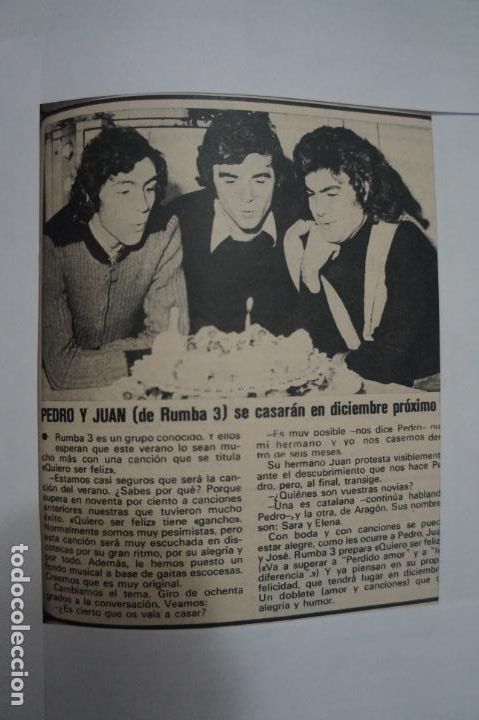 PEDRO Y JUAN (de Rumba 3) se casarán en diciembre próximo
● Rumba 3 es un grupo conocido. Y ellos
esperan que este verano lo sean mu-
cho más con una canción que se titula
«Quiero ser feliz».
—Estamos casi seguros que será la can-
ción del verano. ¿Sabes por qué? Porque
supera en noventa por ciento a canciones
anteriores nuestras que tuvieron mucho
éxito. «Quiero ser feliz» tiene «gancho».
Normalmente somos muy pesimistas, pero
esta canción será muy escuchada en dis-
cotecas por su gran ritmo, por su alegría y
por todo. Además, le hemos puesto un
fondo musical a base de gaitas escocesas.
Creemos que es muy original.
Cambiamos el tema. Giro de ochenta
grados a la conversación. Veamos:
—¿Es cierto que os vais a casar?
—Es muy posible —nos dice Pedro—
mi hermano y yo nos casemos
tro de seis meses.
Su hermano Juan protesta visiblemen
ante el descubrimiento que nos hace Pe
dro, pero, al final, transige.
—¿Quiénes son vuestras novias?
—Una es catalana —continúa habland
Pedro—, y la otra, de Aragón. Sus nombre
son: Sara y Elena.
Con boda y con canciones se pued
estar alegre, como les ocurre a Pedro, Jua
y José. Rumba 3 prepara «Quiero ser feliz
(«Va a superar a "Perdido amor" y a "I
diferencia".») Y ya piensan en su prop
felicidad, que tendrá lugar en diciembre
Un doblete (amor y canciones) que
alegría y humor.
todocoleccion